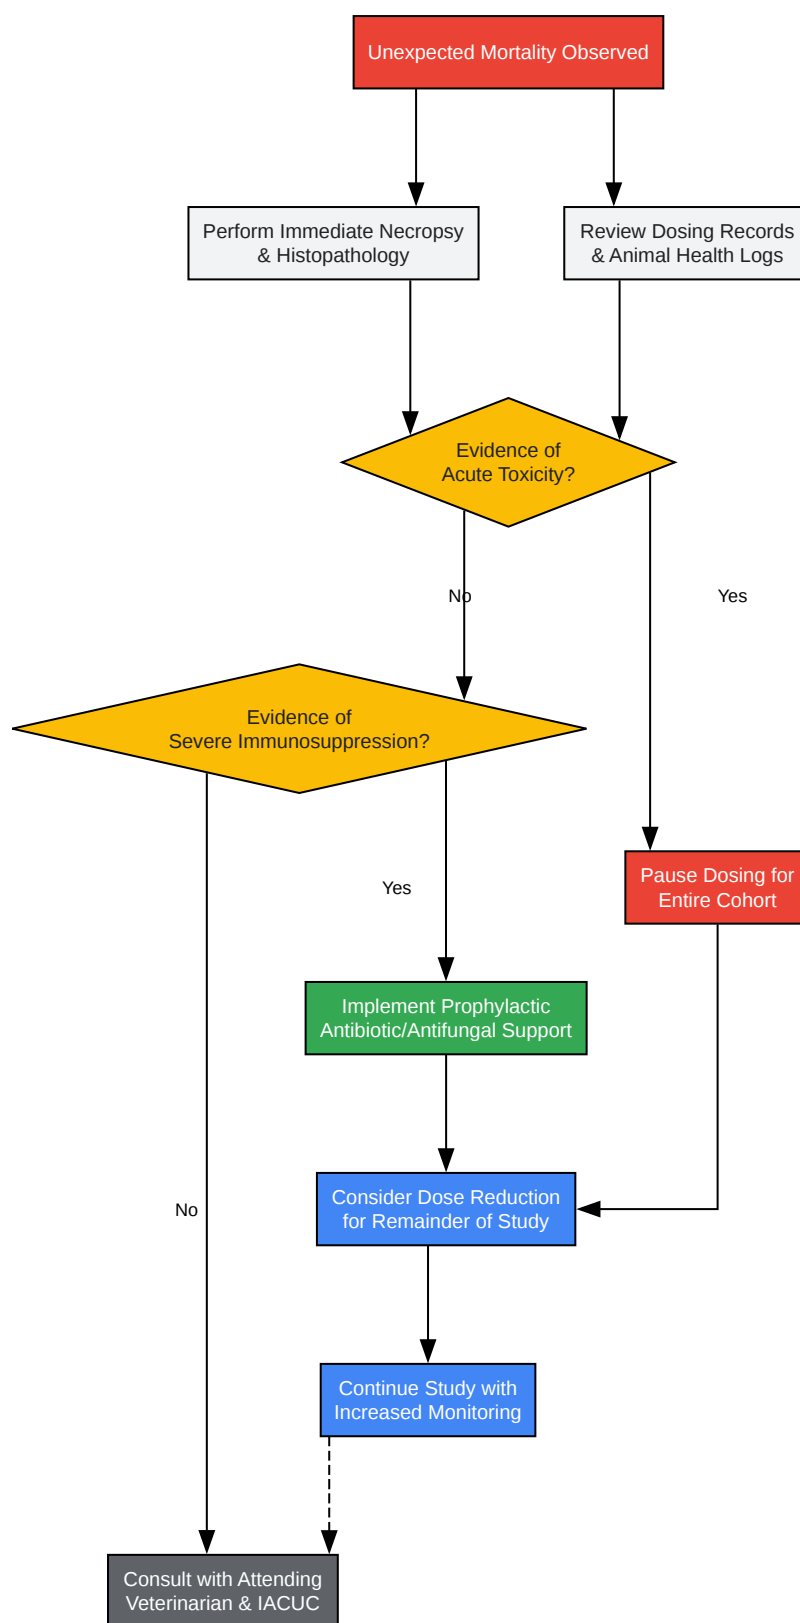 Unexpected Mortality Observed
Perform Immediate Necropsy
& Histopathology
Review Dosing Records
& Animal Health Logs
Evidence of
Acute Toxicity?
No
Yes
Evidence of
Severe Immunosuppression?
Pause Dosing for
Entire Cohort
Yes
Implement Prophylactic
Antibiotic/Antifungal Support
Consider Dose Reduction
for Remainder of Study
No
Continue Study with
Increased Monitoring
Consult with Attending
Veterinarian & IACUC